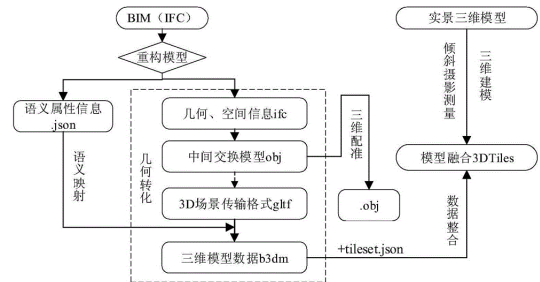 BIM（IFC）
实景三维模型
重构模型
倾斜摄影测量
三维建模
语义属性信息
.json
几何、空间信息ifc
三维配准
语义映射
几何转化
中间交换模型obj
模型融合3DTiles
3D场景传输格式gltf
.obj
数据整合
三维模型数据b3dm
+tileset.json